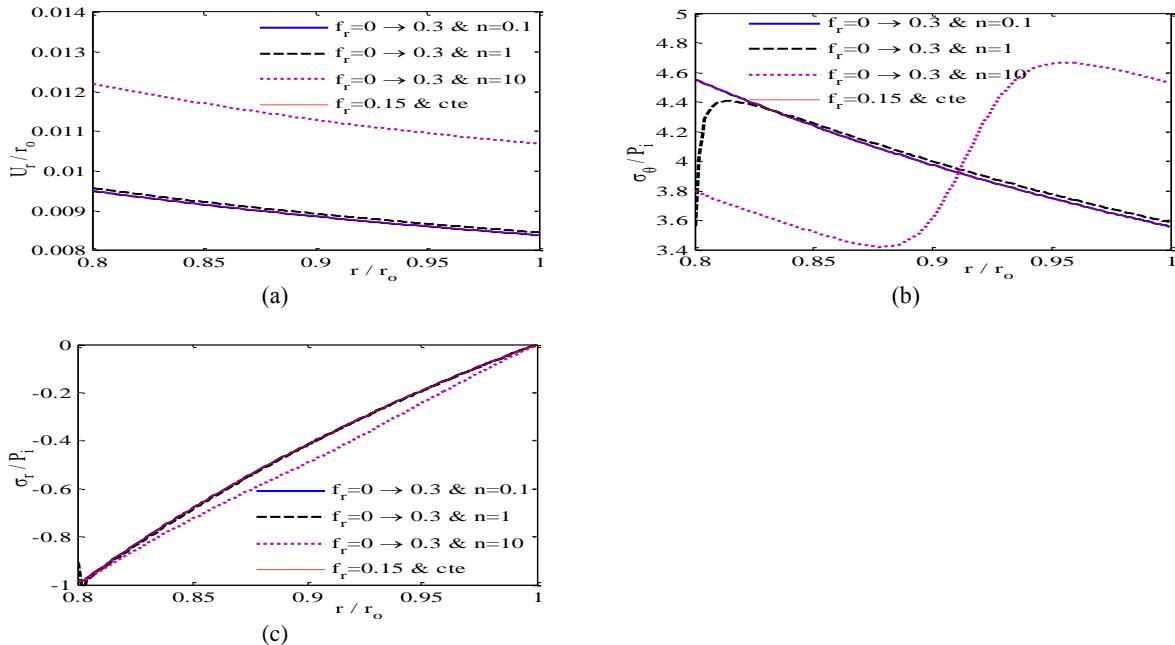 0.014
0.013
0.012
0.011
0.01
0.009
0.008
U_r/r_o
f_r=0 → 0.3 & n=0.1
f_r=0 → 0.3 & n=1
f_r=0 → 0.3 & n=10
f_r=0.15 & cte
0.8 0.85 0.9 0.95 1
r / r_o
(a)
5
4.8
4.6
4.4
4.2
4
3.8
3.6
3.4
σ_θ/P_i
f_r=0 → 0.3 & n=0.1
f_r=0 → 0.3 & n=1
f_r=0 → 0.3 & n=10
f_r=0.15 & cte
0.8 0.85 0.9 0.95 1
r / r_o
(b)
0
-0.2
-0.4
-0.6
-0.8
-1
σ_r/P_i
f_r=0 → 0.3 & n=0.1
f_r=0 → 0.3 & n=1
f_r=0 → 0.3 & n=10
f_r=0.15 & cte
0.8 0.85 0.9 0.95 1
r / r_o
(c)